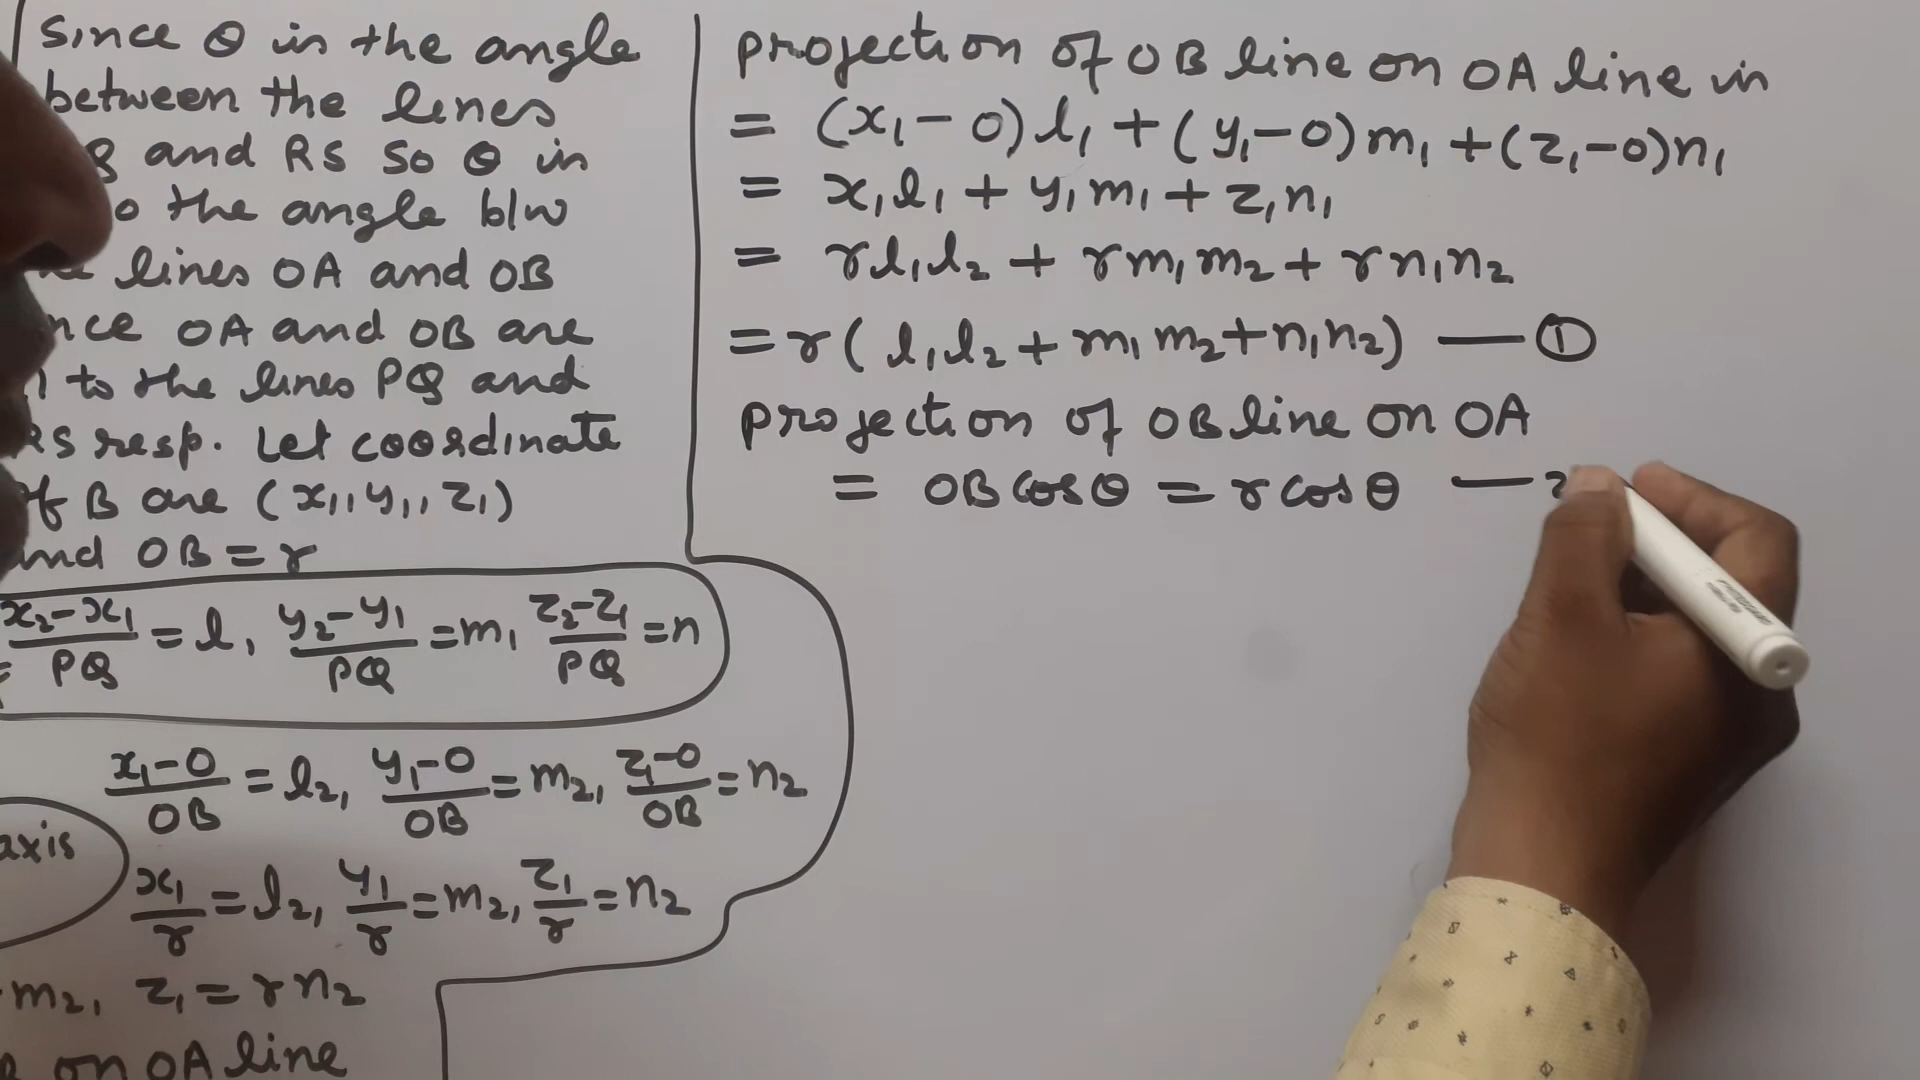 since θ is the angle
between the lines
and RS so θ is
the angle b/w
lines OA and OB
OA and OB are
to the lines PQ and
RS resp. Let coordinate
of B are (x₁, y₁, z₁)
and OB = r
x₂-x₁/PQ = l, y₂-y₁/PQ = m, z₂-z₁/PQ = n
x₁-0/OB = l₂, y₁-0/OB = m₂, z₁-0/OB = n₂
axis
x₁/r = l₂, y₁/r = m₂, z₁/r = n₂
m₂, z₁ = rn₂
on OA line
projection of OB line on OA line is
= (x₁-0)l₁ + (y₁-0)m₁ + (z₁-0)n₁
= x₁l₁ + y₁m₁ + z₁n₁
= rl₁l₂ + rm₁m₂ + rn₁n₂
= r(l₁l₂ + m₁m₂ + n₁n₂) — ①
projection of OB line on OA
= OB cosθ = r cosθ — 2